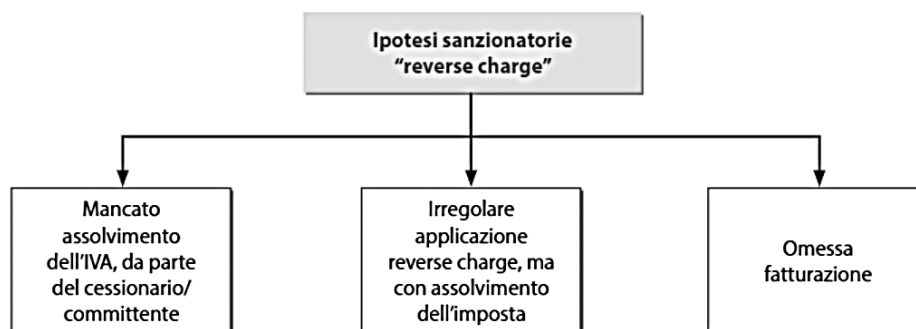 Ipotesi sanzionatorie
“reverse charge”
Mancato
assolvimento
dell’IVA, da parte
del cessionario/
committente
Irregolare
applicazione
reverse charge, ma
con assolvimento
dell’imposta
Omessa
fatturazione